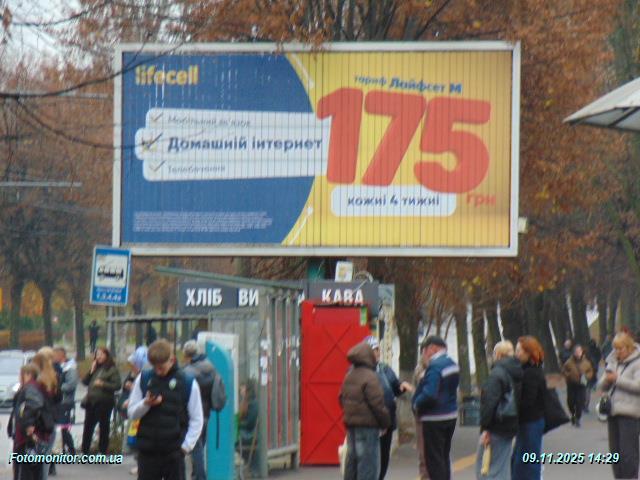 lifecell
тариф Лайфсет М
Мобільний зв'язок
Домашній інтернет
Телебачення
175
грн
кожні 4 тижні
ХЛІБ ВИ
КАВА
Fotomonitor.com.ua
09.11.2025 14:29